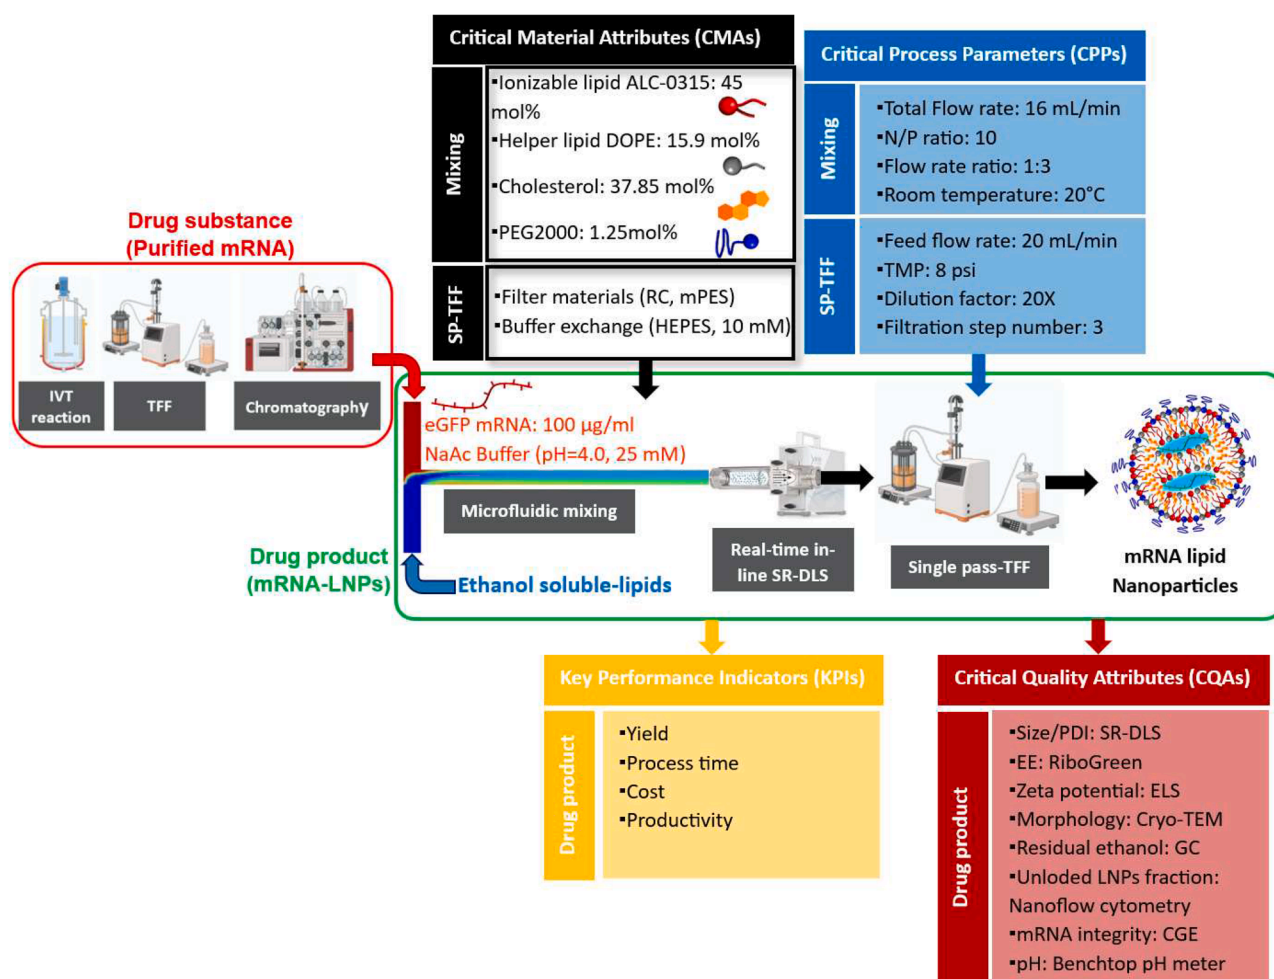 Critical Material Attributes (CMAs)
Mixing
▪Ionizable lipid ALC-0315: 45
mol%
▪Helper lipid DOPE: 15.9 mol%
▪Cholesterol: 37.85 mol%
▪PEG2000: 1.25mol%
SP-TFF
▪Filter materials (RC, mPES)
▪Buffer exchange (HEPES, 10 mM)
Critical Process Parameters (CPPs)
Mixing
▪Total Flow rate: 16 mL/min
▪N/P ratio: 10
▪Flow rate ratio: 1:3
▪Room temperature: 20°C
SP-TFF
▪Feed flow rate: 20 mL/min
▪TMP: 8 psi
▪Dilution factor: 20X
▪Filtration step number: 3
Drug substance
(Purified mRNA)
IVT
reaction
TFF
Chromatography
eGFP mRNA: 100 µg/ml
NaAc Buffer (pH=4.0, 25 mM)
Microfluidic mixing
Real-time in-
line SR-DLS
Single pass-TFF
mRNA lipid
Nanoparticles
Drug product
(mRNA-LNPs)
Ethanol soluble-lipids
Key Performance Indicators (KPIs)
Drug product
▪Yield
▪Process time
▪Cost
▪Productivity
Critical Quality Attributes (CQAs)
Drug product
▪Size/PDI: SR-DLS
▪EE: RiboGreen
▪Zeta potential: ELS
▪Morphology: Cryo-TEM
▪Residual ethanol: GC
▪Unloded LNPs fraction:
Nanoflow cytometry
▪mRNA integrity: CGE
▪pH: Benchtop pH meter